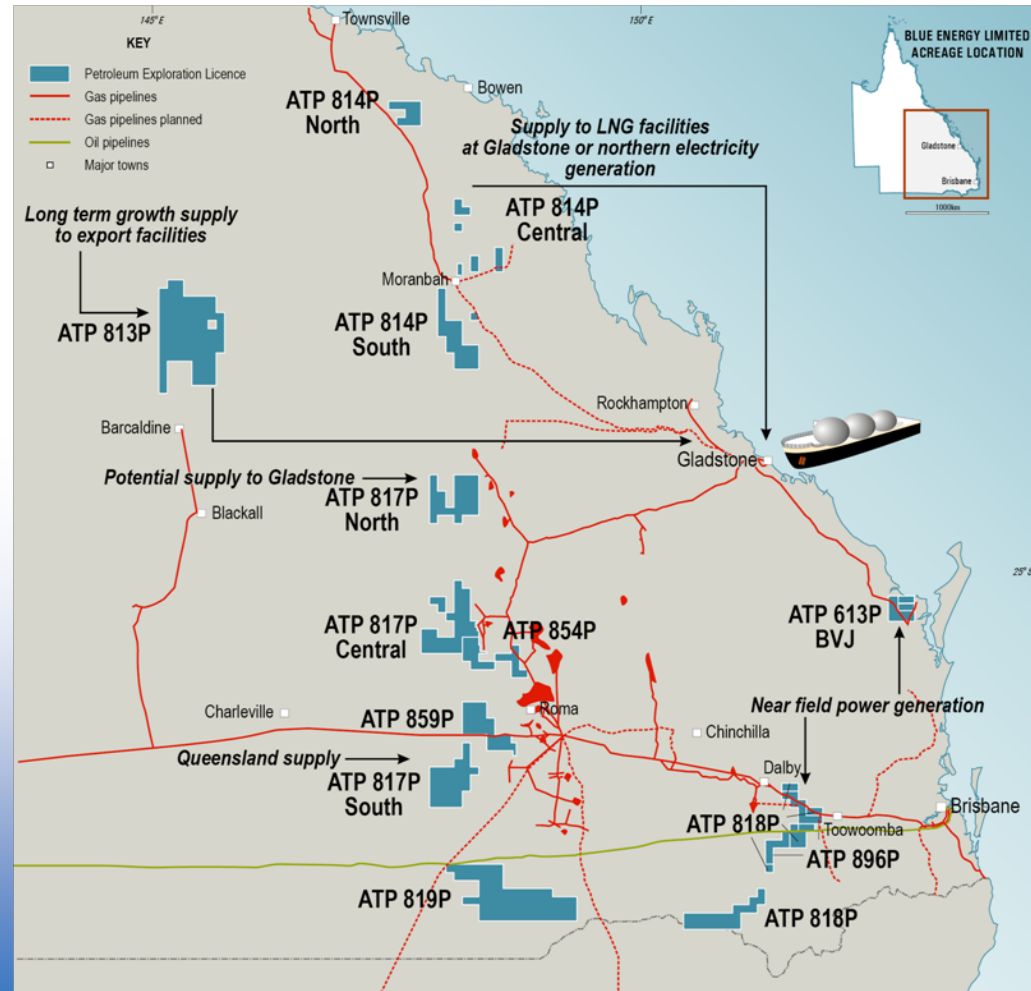 145° E
150° E
Townsville
KEY
Petroleum Exploration Licence
Gas pipelines
Gas pipelines planned
Oil pipelines
Major towns
BLUE ENERGY LIMITED
ACREAGE LOCATION
Gladstone
Brisbane
1000km
ATP 814P
North
Bowen
Supply to LNG facilities
at Gladstone or northern electricity
generation
ATP 814P
Central
Long term growth supply
to export facilities
Moranbah
ATP 813P
ATP 814P
South
Rockhampton
Barcaldine
Gladstone
Potential supply to Gladstone
ATP 817P
North
Blackall
25° S
ATP 817P
Central
ATP 854P
ATP 613P
BVJ
Near field power generation
Charleville
ATP 859P
Roma
Chinchilla
Queensland supply
ATP 817P
South
Dalby
Brisbane
ATP 818P
Toowoomba
ATP 896P
ATP 819P
ATP 818P